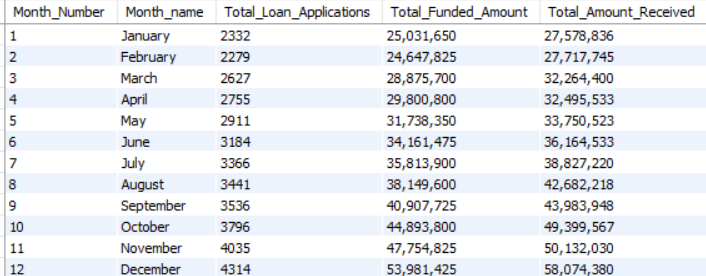 Month_Number Month_name Total_Loan_Applications Total_Funded_Amount Total_Amount_Received
1 January 2332 25,031,650 27,578,836
2 February 2279 24,647,825 27,717,745
3 March 2627 28,875,700 32,264,400
4 April 2755 29,800,800 32,495,533
5 May 2911 31,738,350 33,750,523
6 June 3184 34,161,475 36,164,533
7 July 3366 35,813,900 38,827,220
8 August 3441 38,149,600 42,682,218
9 September 3536 40,907,725 43,983,948
10 October 3796 44,893,800 49,399,567
11 November 4035 47,754,825 50,132,030
12 December 4314 53,981,425 58,074,380